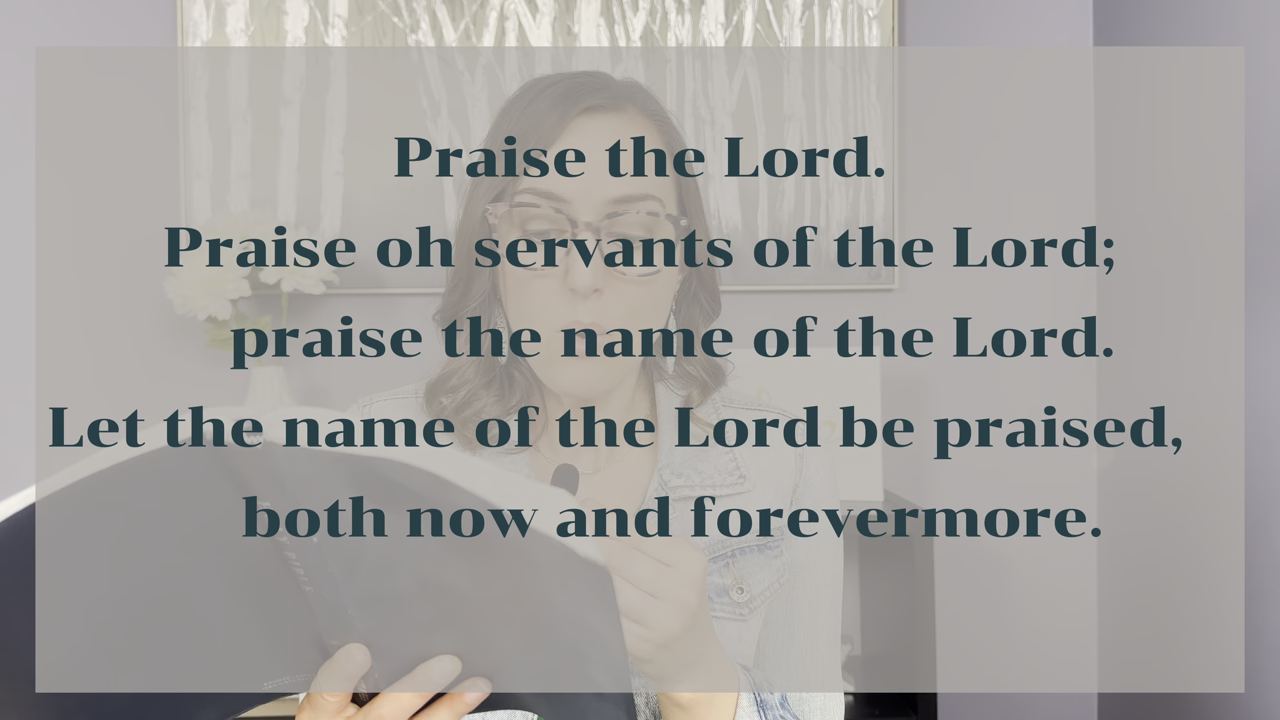 Praise the Lord.
Praise oh servants of the Lord;
praise the name of the Lord.
Let the name of the Lord be praised,
both now and forevermore.